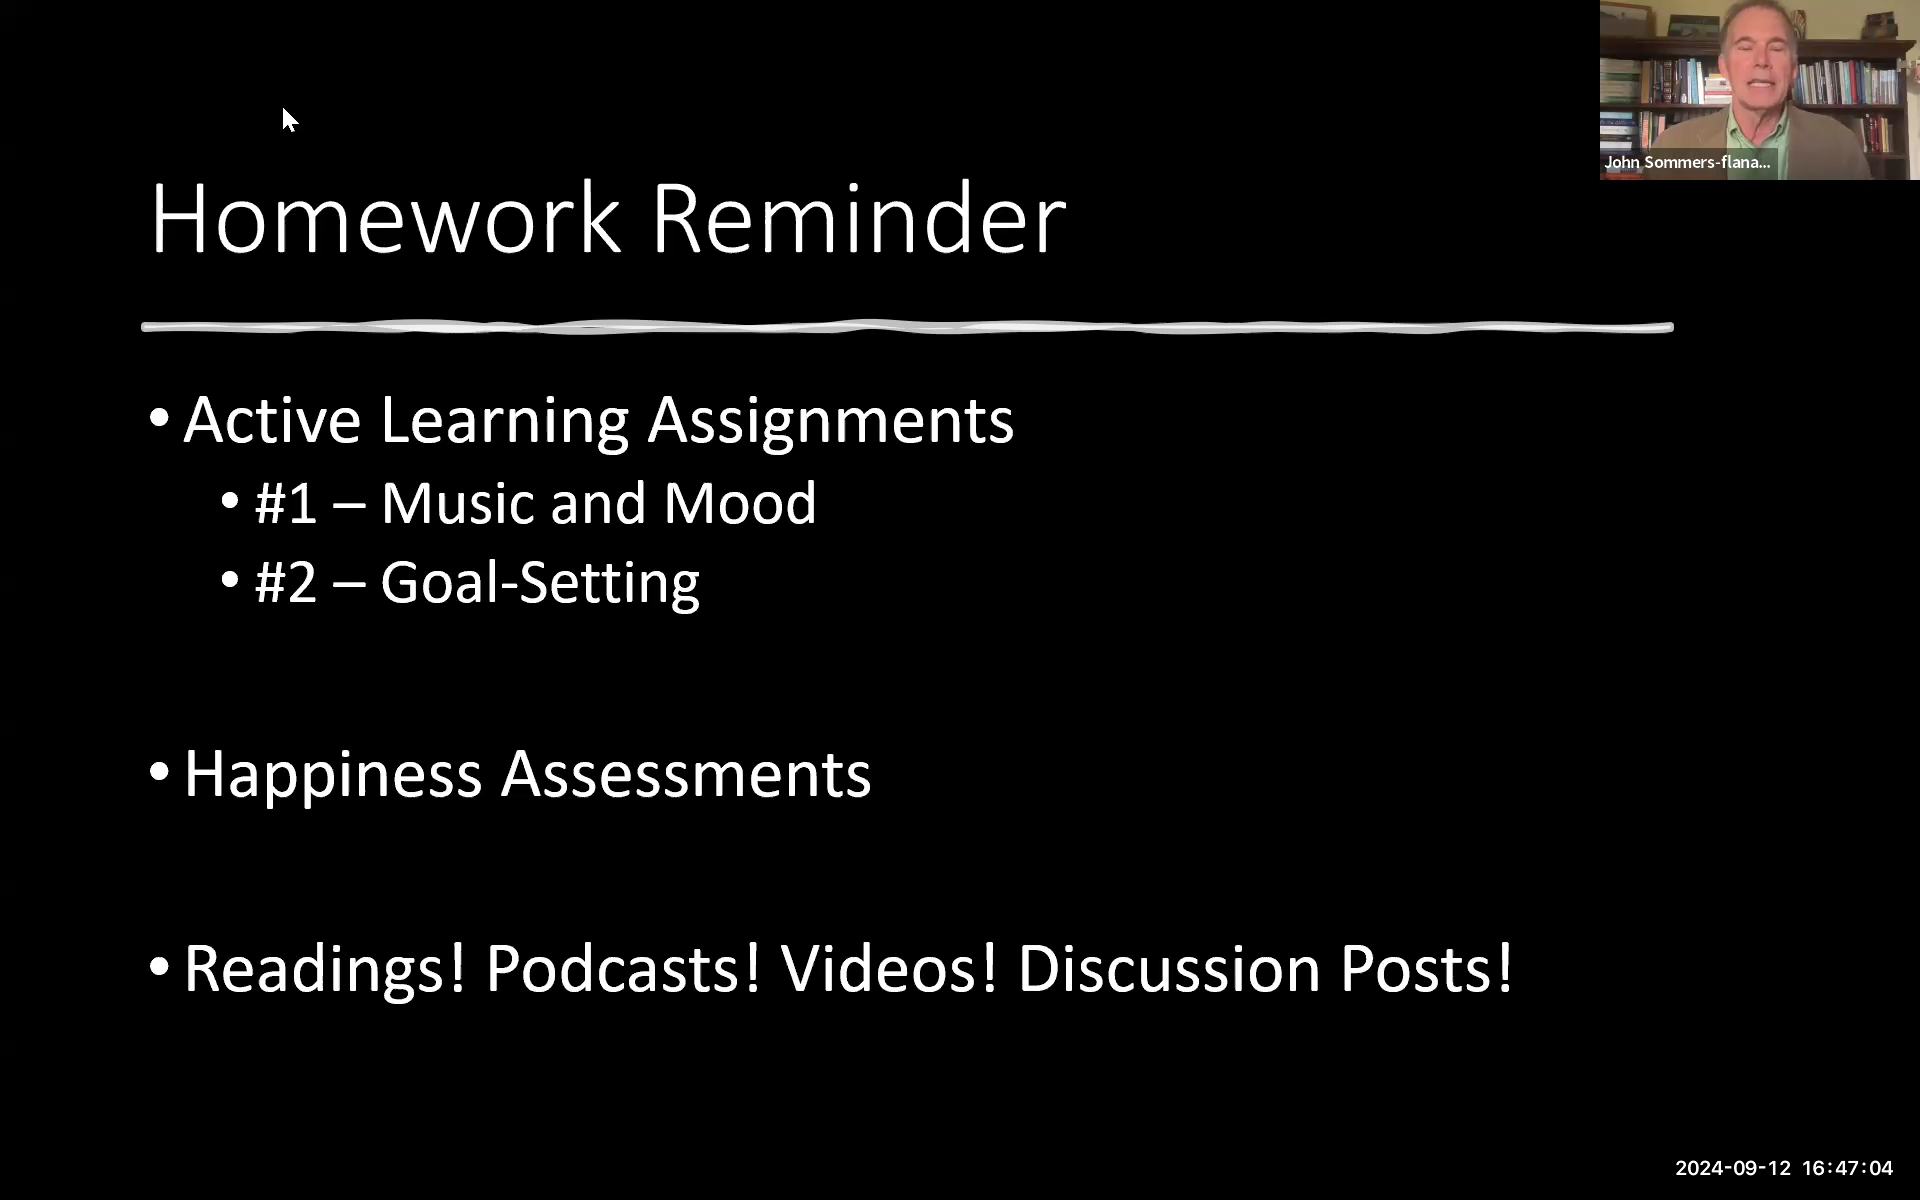 John Sommers-flana...
Homework Reminder
• Active Learning Assignments
• #1 – Music and Mood
• #2 – Goal-Setting
• Happiness Assessments
• Readings! Podcasts! Videos! Discussion Posts!
2024-09-12 16:47:04